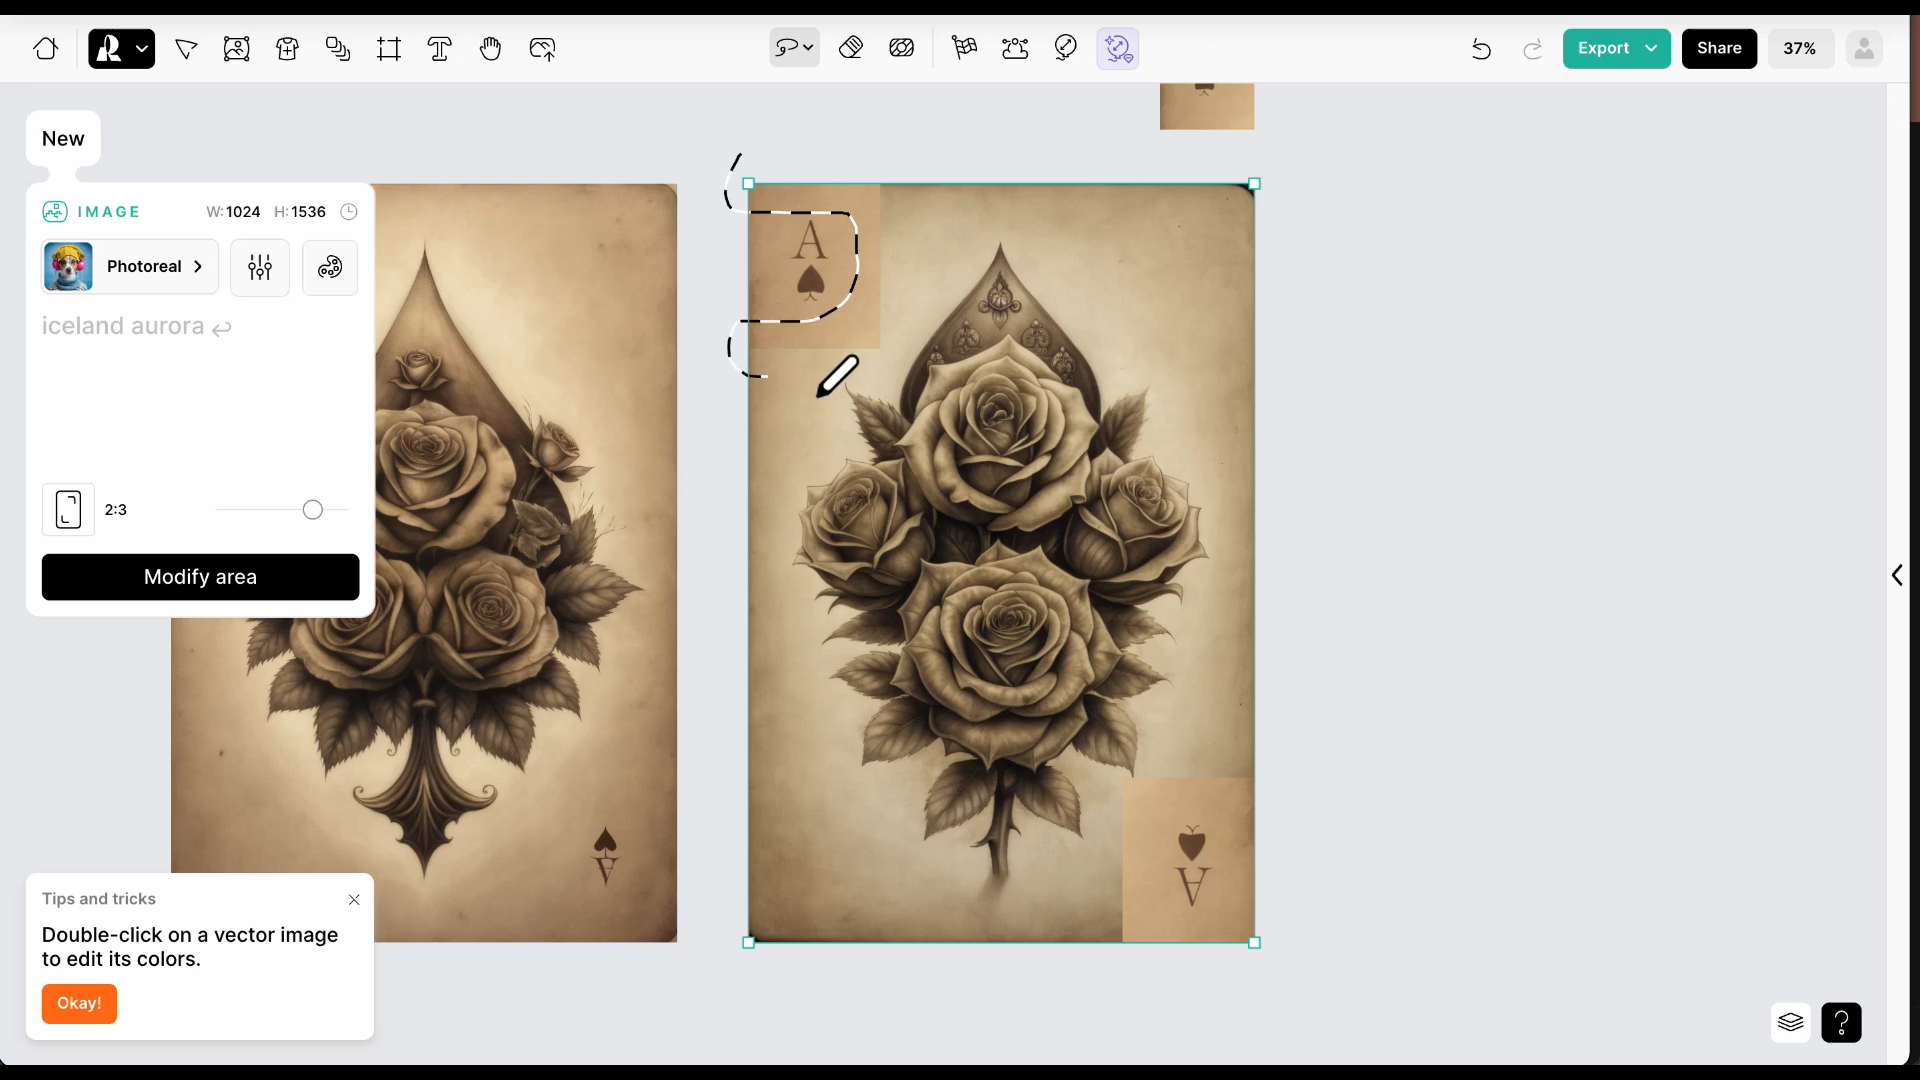 Export
Share
37%
New
IMAGE
W: 1024 H: 1536
Photoreal
iceland aurora
2:3
Modify area
Tips and tricks
Double-click on a vector image
to edit its colors.
Okay!
A
A
A
?